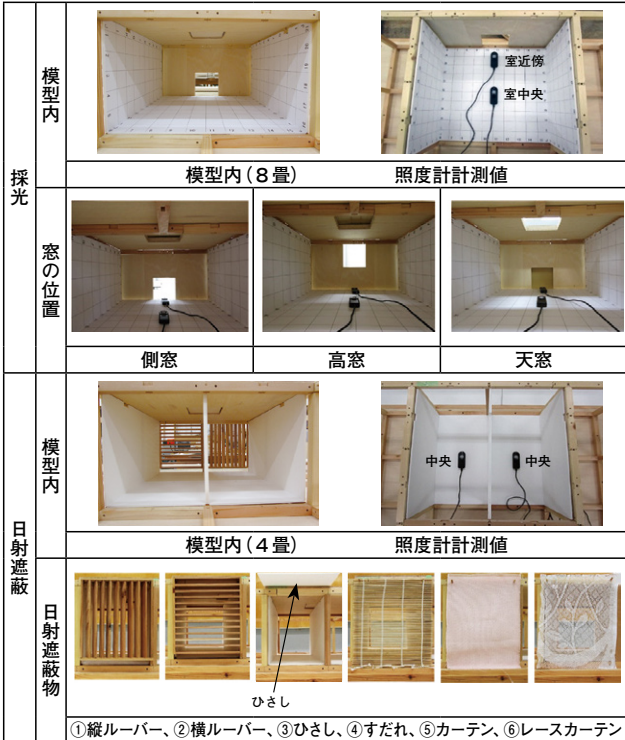 採光
模型内
室近傍
室中央
模型内（8畳）
照度計計測値
窓の位置
側窓
高窓
天窓
日射遮蔽
模型内
中央
中央
模型内（4畳）
照度計計測値
日射遮蔽物
ひさし
①縦ルーバー、②横ルーバー、③ひさし、④すだれ、⑤カーテン、⑥レースカーテン